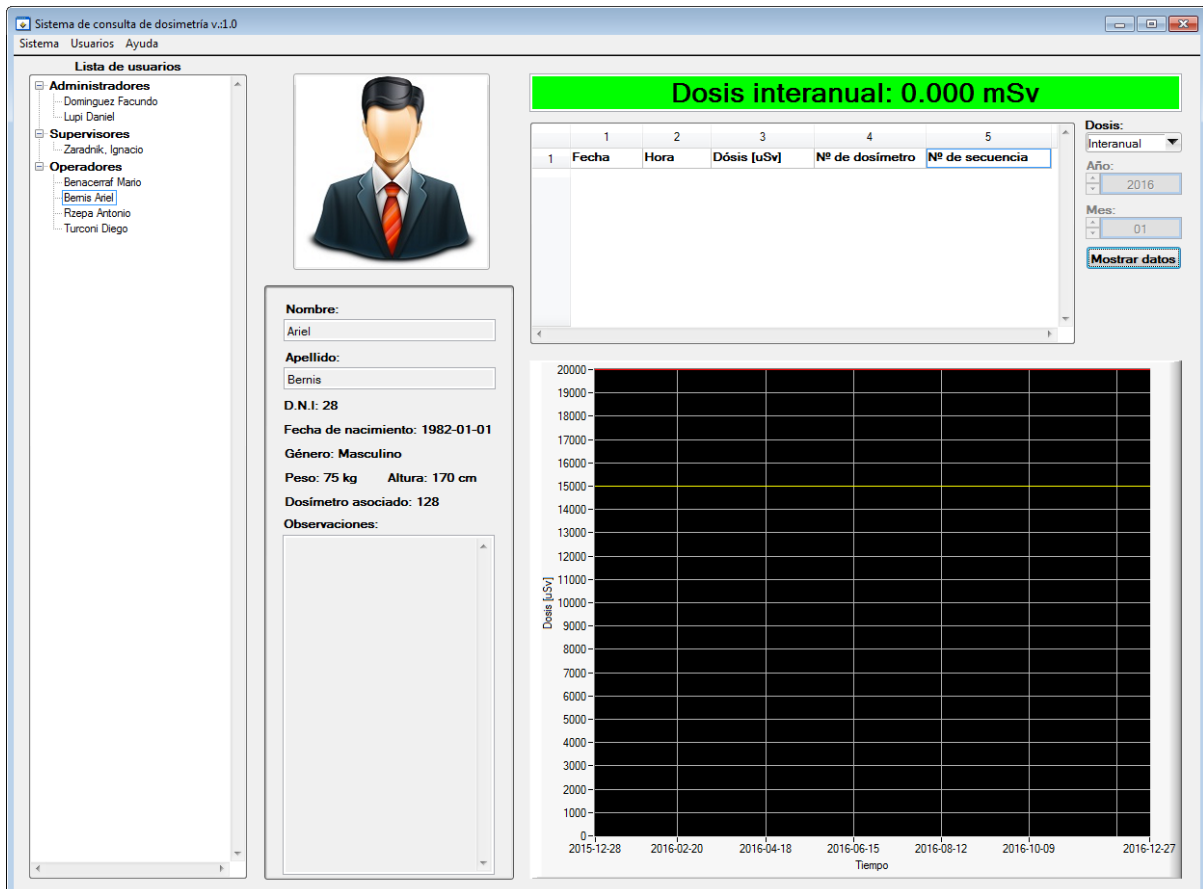 Sistema de consulta de dosimetría v.:1.0
Sistema Usuarios Ayuda
Lista de usuarios
Administradores
Dominguez Facundo
Lupi Daniel
Supervisores
Zaradnik, Ignacio
Operadores
Benacerraf Mario
Bernis Ariel
Rzepa Antonio
Turconi Diego
Nombre:
Ariel
Apellido:
Bernis
D.N.I: 28
Fecha de nacimiento: 1982-01-01
Género: Masculino
Peso: 75 kg Altura: 170 cm
Dosímetro asociado: 128
Observaciones:
Dosis interanual: 0.000 mSv
1 2 3 4 5
1 Fecha Hora Dósis [uSv] Nº de dosímetro Nº de secuencia
Dosis:
Interanual
Año:
2016
Mes:
01
Mostrar datos
20000
19000
18000
17000
16000
15000
14000
13000
12000
11000
10000
9000
8000
7000
6000
5000
4000
3000
2000
1000
0
Dosis [uSv]
2015-12-28 2016-02-20 2016-04-18 2016-06-15 2016-08-12 2016-10-09 2016-12-27
Tiempo